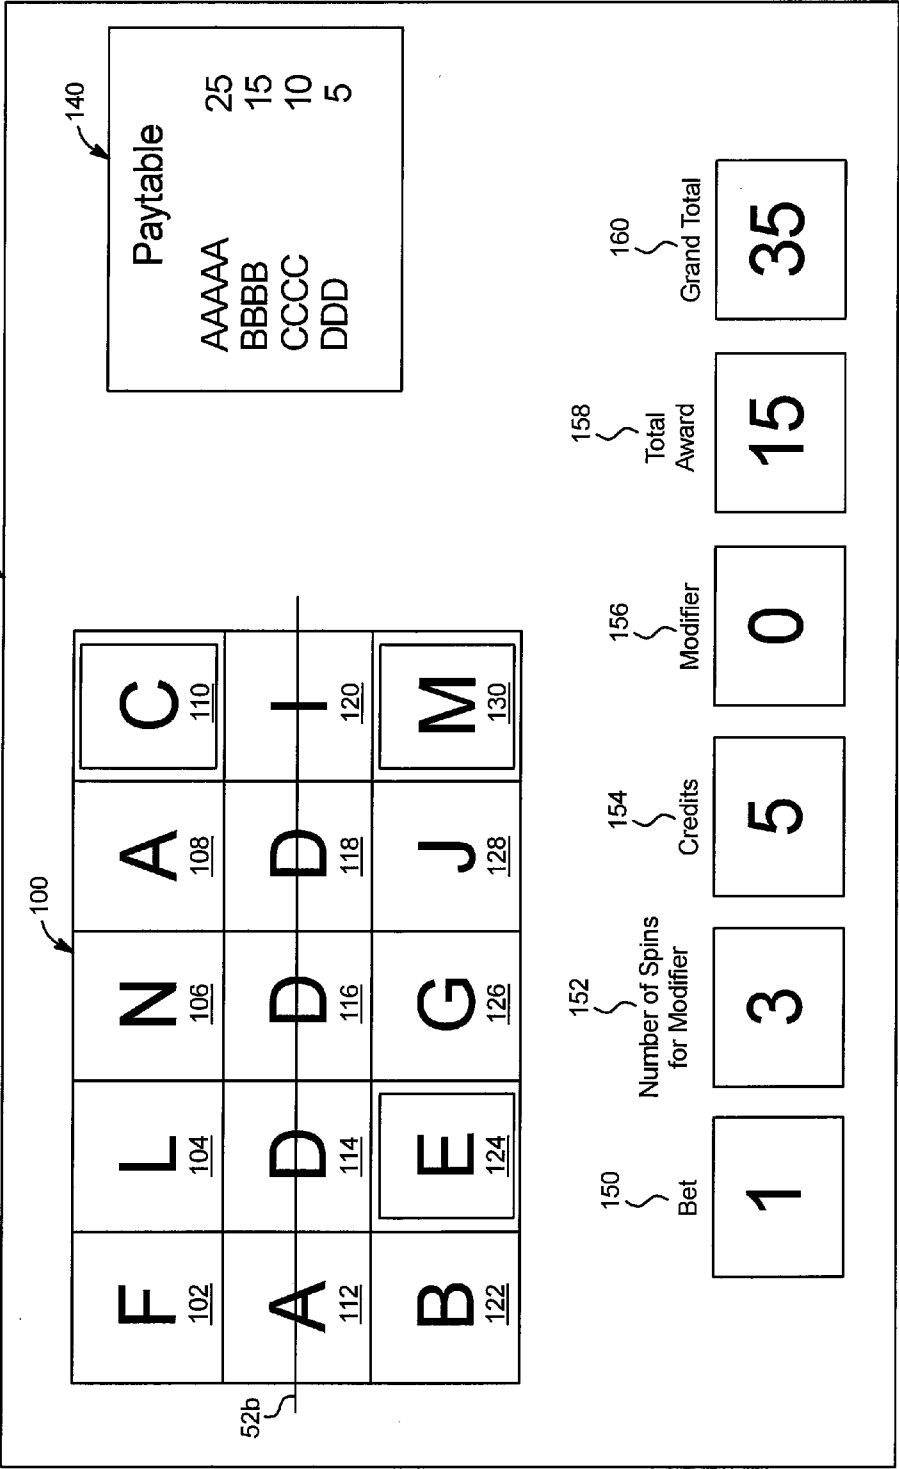 100
F L N A C
102 104 106 108 110
52b
A D D D I
112 114 116 118 120
B E G J M
122 124 126 128 130
140
Paytable
AAAAA 25
BBBB 15
CCCC 10
DDD 5
150
Bet
1
152
Number of Spins
for Modifier
3
154
Credits
5
156
Modifier
0
158
Total
Award
15
160
Grand Total
35